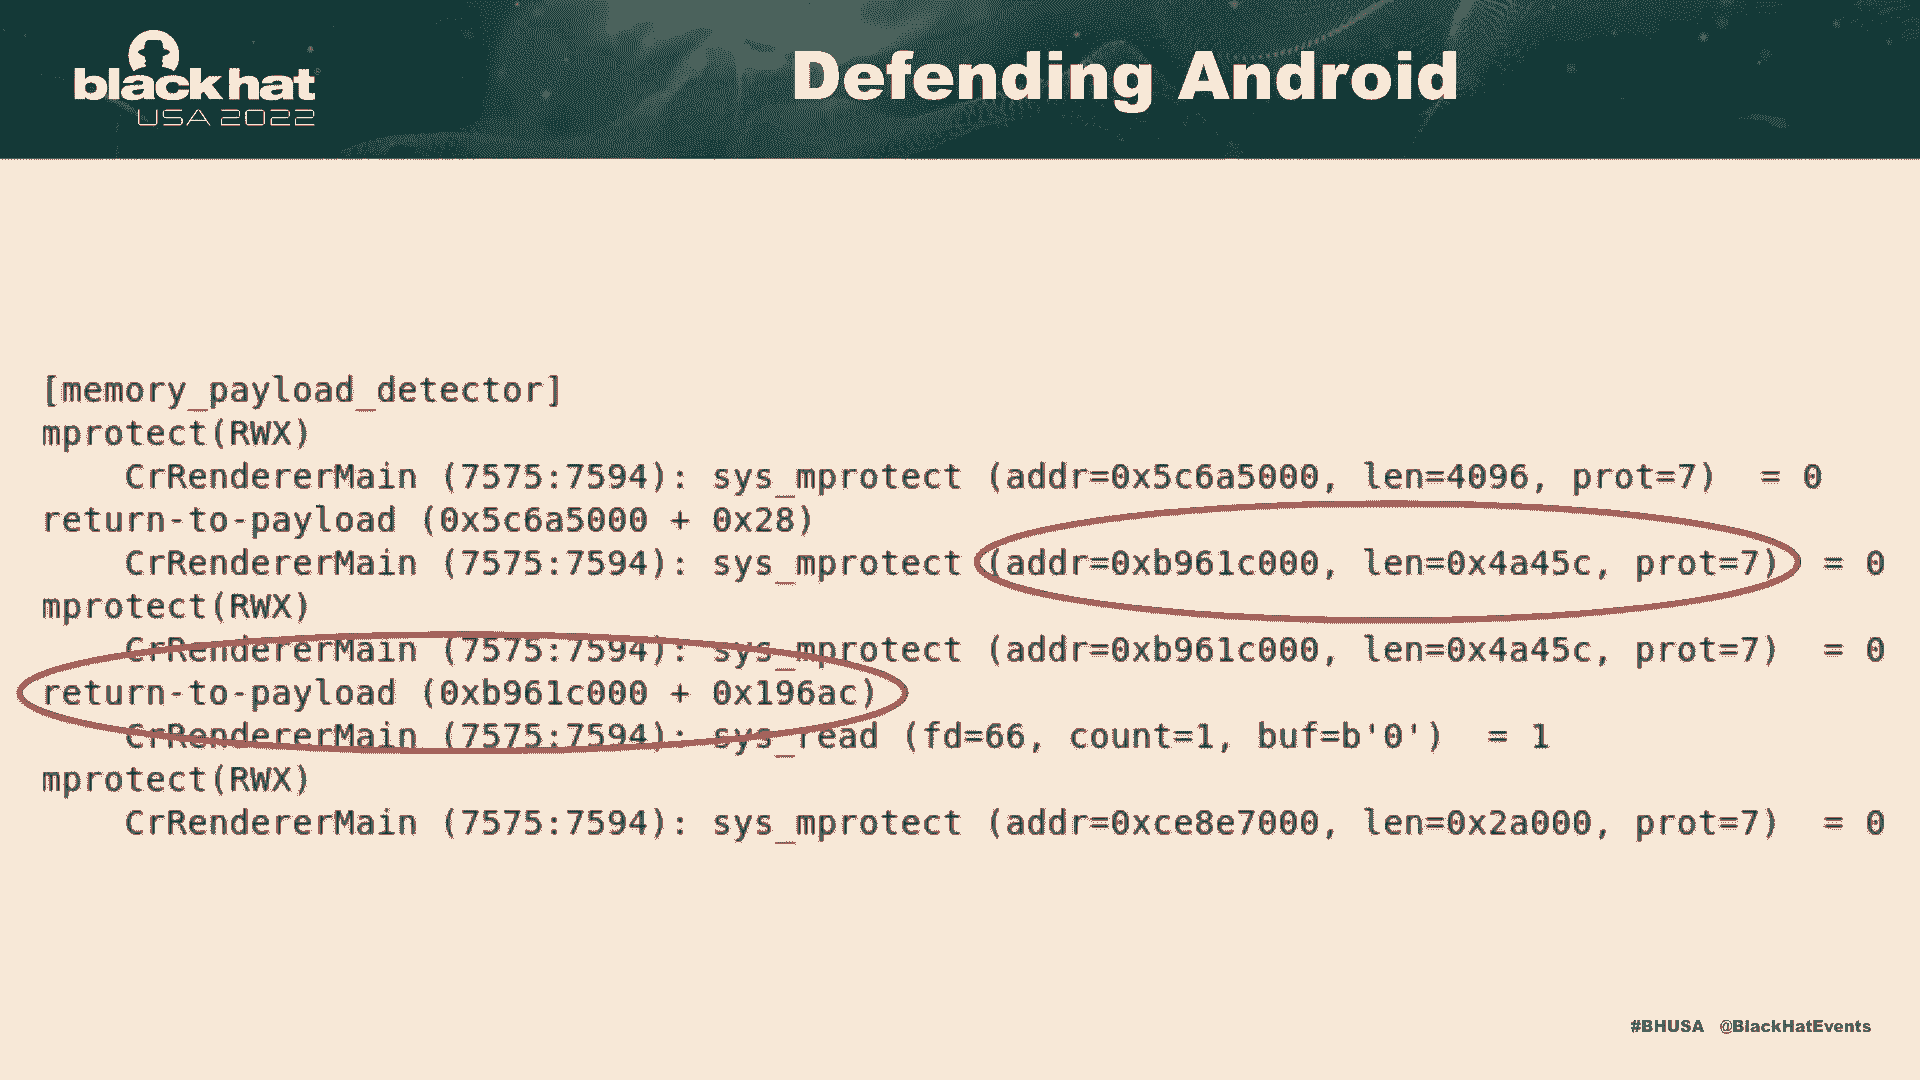 black hat
USA 2022
Defending Android
[memory_payload_detector]
mprotect(RWX)
CrRendererMain (7575:7594): sys_mprotect (addr=0x5c6a5000, len=4096, prot=7)  = 0
return-to-payload (0x5c6a5000 + 0x28)
CrRendererMain (7575:7594): sys_mprotect (addr=0xb961c000, len=0x4a45c, prot=7)  = 0
mprotect(RWX)
CrRendererMain (7575:7594): sys_mprotect (addr=0xb961c000, len=0x4a45c, prot=7)  = 0
return-to-payload (0xb961c000 + 0x196ac)
CrRendererMain (7575:7594): sys_read (fd=66, count=1, buf=b'0')  = 1
mprotect(RWX)
CrRendererMain (7575:7594): sys_mprotect (addr=0xce8e7000, len=0x2a000, prot=7)  = 0
#BHUSA @BlackHatEvents